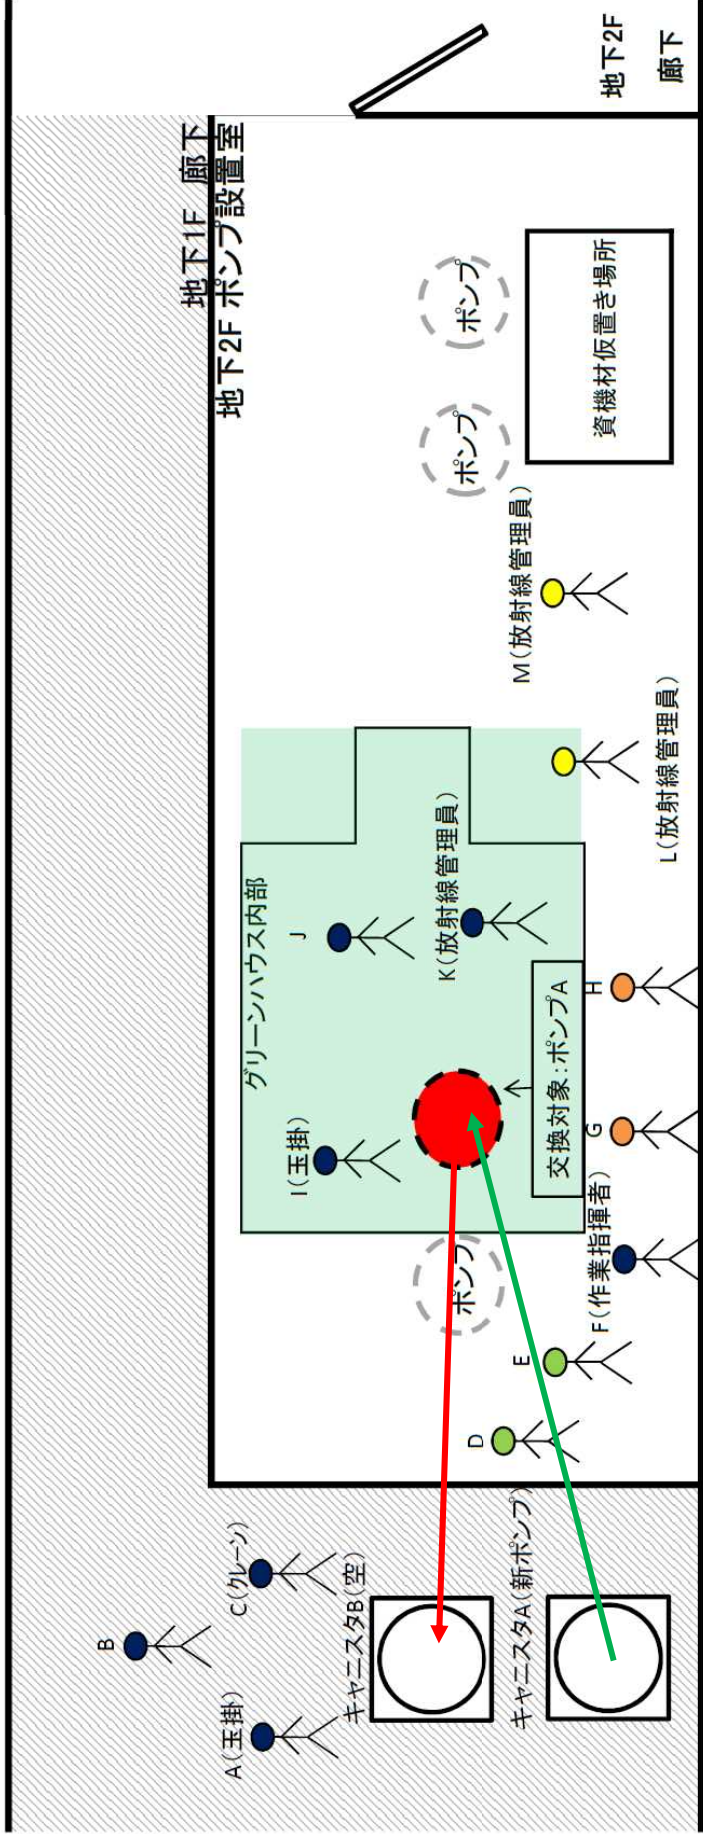 地下1F 廊下
地下2F ポンプ設置室
地下2F
廊下
B
A(玉掛)
C(クレーン)
キャニスタB(空)
キャニスタA(新ポンプ)
D
E
F(作業指揮者)
G
H
ポンプ
グリーンハウス内部
I(玉掛)
J
K(放射線管理員)
交換対象:ポンプA
L(放射線管理員)
M(放射線管理員)
ポンプ
ポンプ
資機材仮置き場所